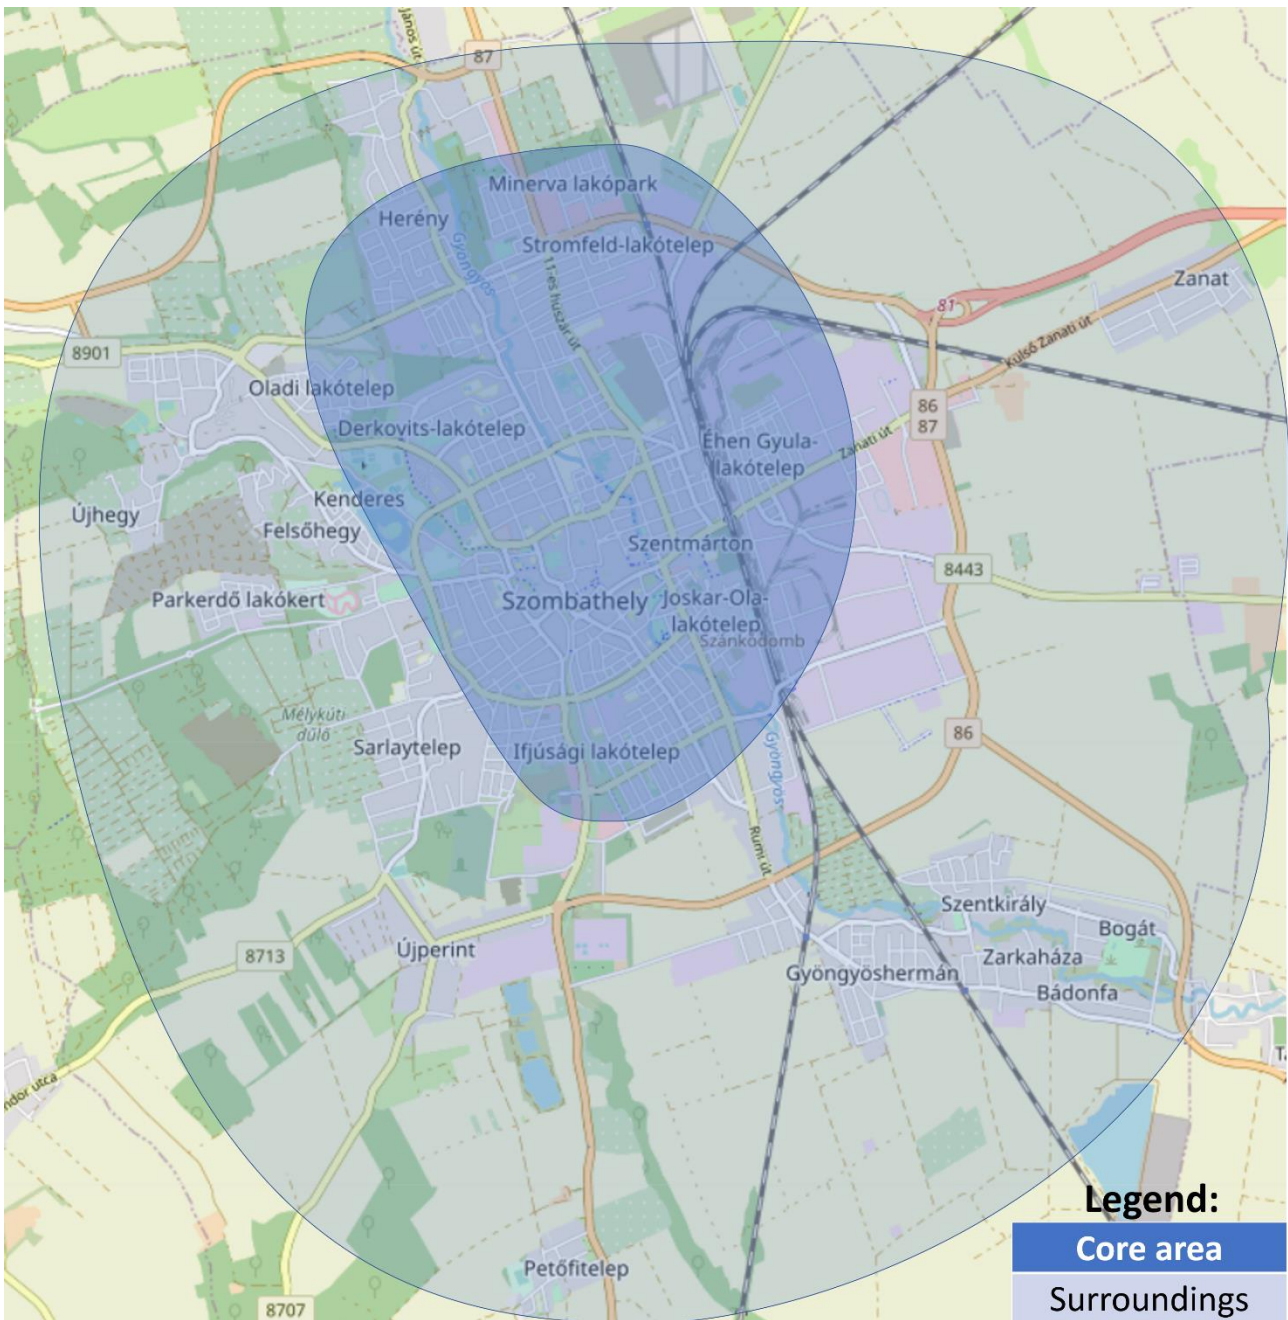 János út
87
Minerva lakópark
Herény
Gyöngyös
Stromfeld-lakótelep
11-es huszár út
Zanat
81
8901
Külső Zanati út
Oladi lakótelep
86
87
Derkovits-lakótelep
Ehen Gyula-
lakótelep
Zanati út
Kenderes
Újhegy
Felsőhegy
Szentmárton
8443
Parkerdő lakókert
Szombathely
Joskar-Ola-
lakótelep
Szánkódomb
Mélykúti
dűlő
86
Sarlaytelep
Ifjúsági lakótelep
Gyöngyös
Rumi út
Szentkirály
Bogát
8713
Újperint
Zarkaháza
Gyöngyöshermán
Bádonfa
ndor utca
Legend:
Core area
Surroundings
Petőfitelep
8707